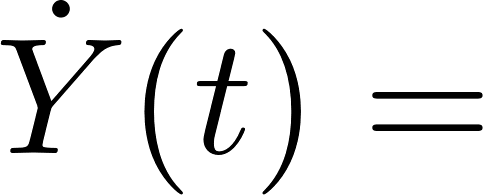 Ẏ(t) =